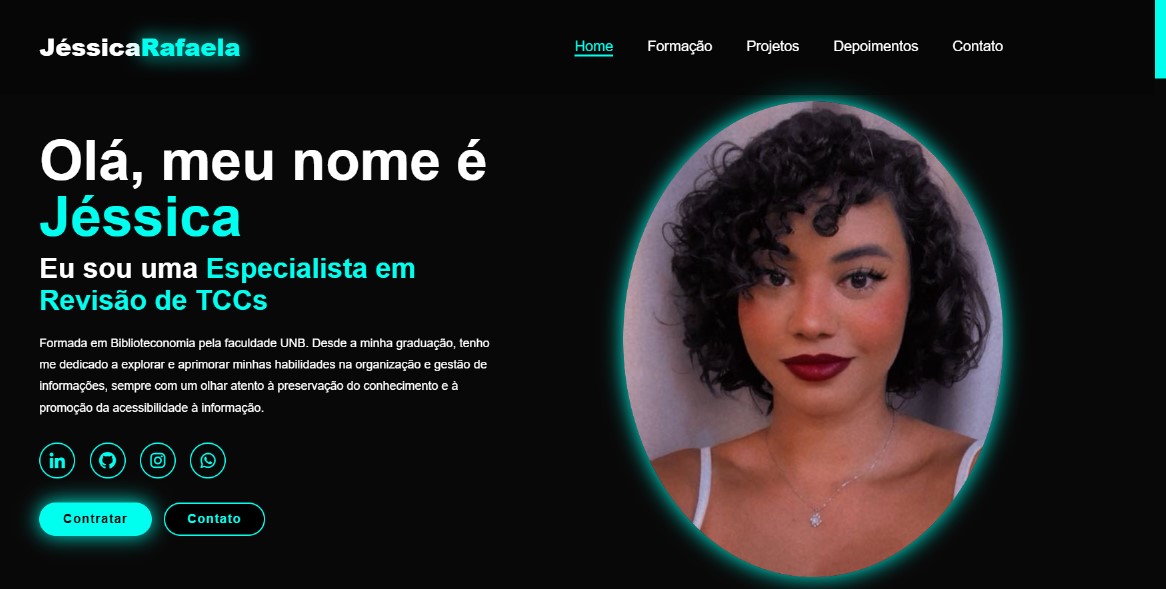 JéssicaRafaela
Home Formação Projetos Depoimentos Contato
Olá, meu nome é
Jéssica
Eu sou uma Especialista em
Revisão de TCCs
Formada em Biblioteconomia pela faculdade UNB. Desde a minha graduação, tenho
me dedicado a explorar e aprimorar minhas habilidades na organização e gestão de
informações, sempre com um olhar atento à preservação do conhecimento e à
promoção da acessibilidade à informação.
in
Contratar Contato